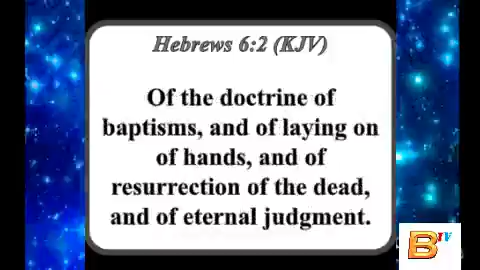 Hebrews 6:2 (KJV)
Of the doctrine of
baptisms, and of laying on
of hands, and of
resurrection of the dead,
and of eternal judgment.
B TV